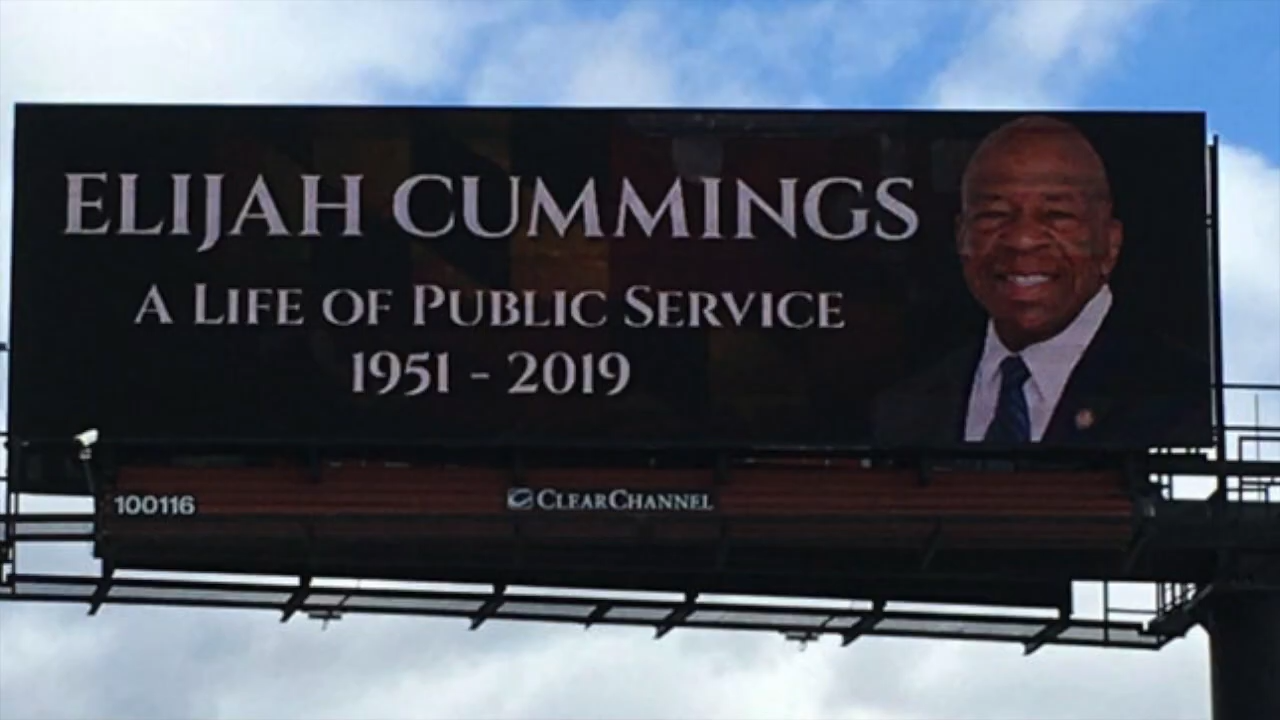 ELIJAH CUMMINGS
A LIFE OF PUBLIC SERVICE
1951 - 2019
100116
CLEARCHANNEL